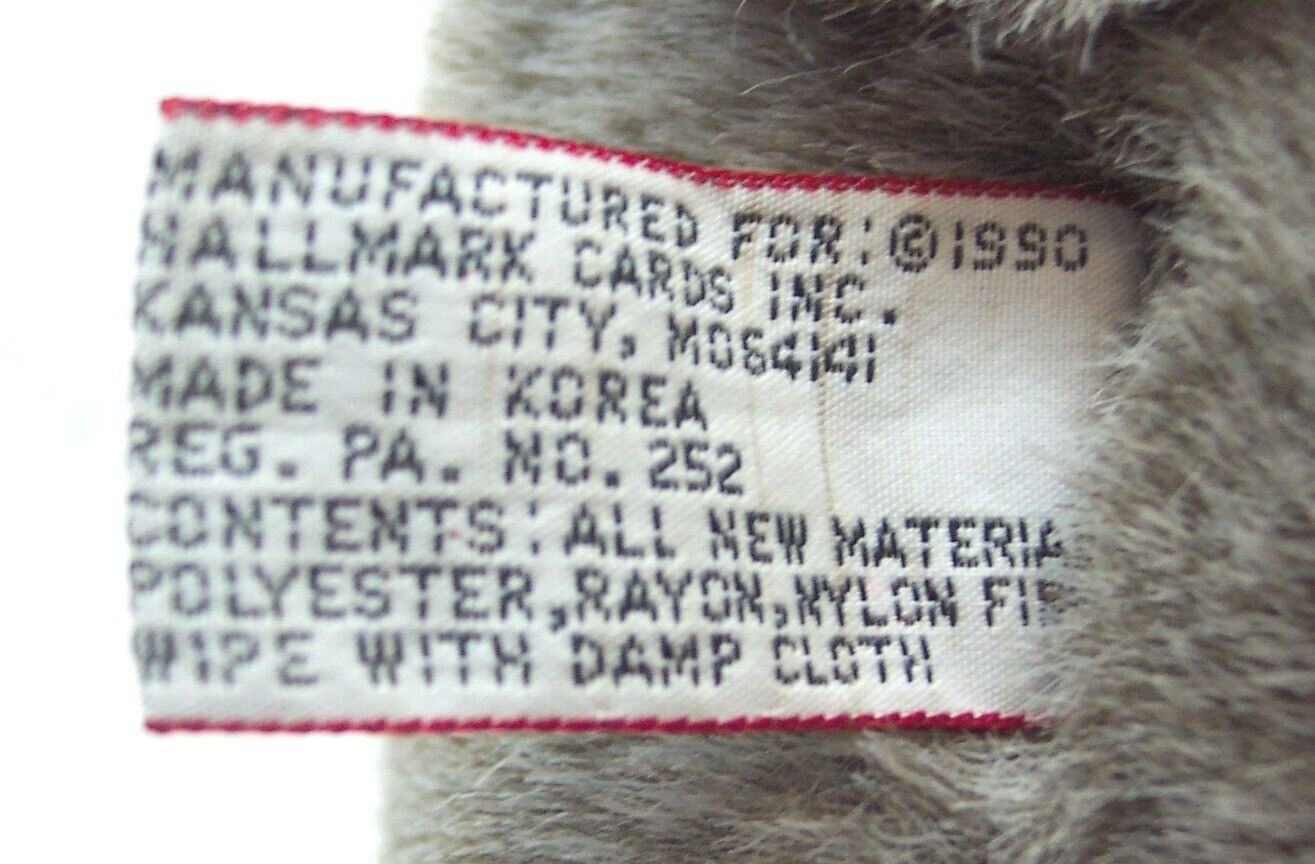 MANUFACTURED FOR: ©1990
HALLMARK CARDS INC.
KANSAS CITY, MO64141
MADE IN KOREA
REG. PA. NO. 252
CONTENTS: ALL NEW MATERIA
POLYESTER,RAYON,NYLON FIB
WIPE WITH DAMP CLOTH